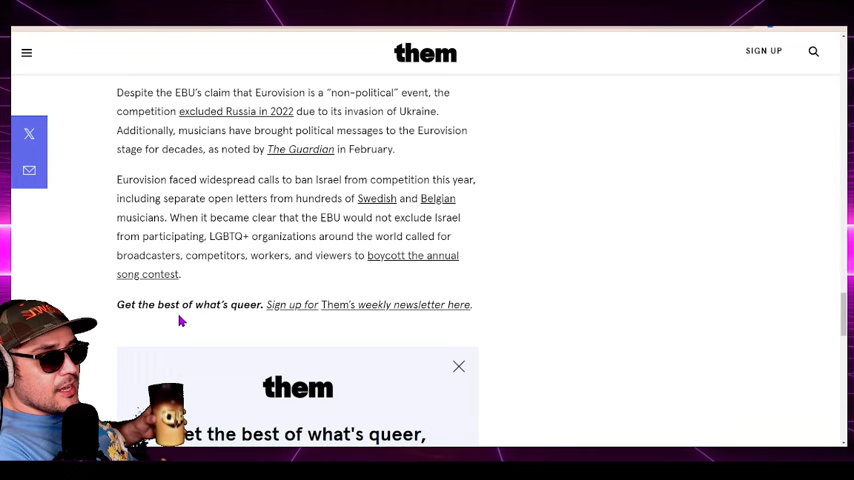 them
SIGN UP
Despite the EBU's claim that Eurovision is a “non-political” event, the
competition excluded Russia in 2022 due to its invasion of Ukraine.
Additionally, musicians have brought political messages to the Eurovision
stage for decades, as noted by The Guardian in February.
Eurovision faced widespread calls to ban Israel from competition this year,
including separate open letters from hundreds of Swedish and Belgian
musicians. When it became clear that the EBU would not exclude Israel
from participating, LGBTQ+ organizations around the world called for
broadcasters, competitors, workers, and viewers to boycott the annual
song contest.
Get the best of what's queer. Sign up for Them's weekly newsletter here.
them
et the best of what's queer,